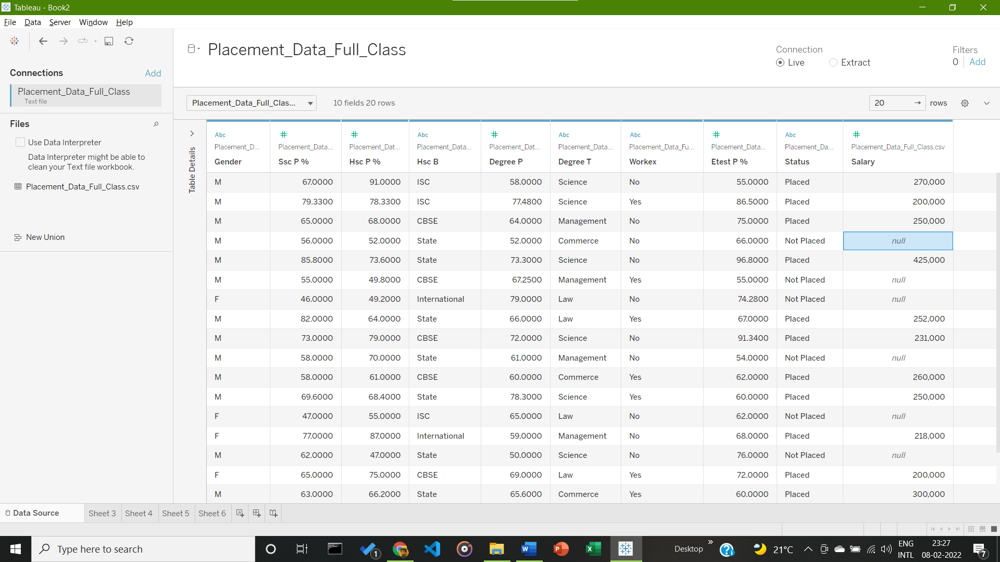 Tableau - Book2
File Data Server Window Help
Placement_Data_Full_Class
Connection
Live Extract
Filters
0 Add
Connections Add
Placement_Data_Full_Class
Text file
Placement_Data_Full_Clas... 10 fields 20 rows 20 rows
Files
Use Data Interpreter
Data Interpreter might be able to
clean your Text file workbook.
Placement_Data_Full_Class.csv
New Union
Table Details
Abc # # Abc # Abc Abc # Abc #
Placement_D... Placement_Data... Placement_Dat... Placement_Data... Placement_Dat... Placement_Data... Placement_Data_Fu... Placement_Data... Placement_Da... Placement_Data_Full_Class.csv
Gender Ssc P % Hsc P % Hsc B Degree P Degree T Workex Etest P % Status Salary
M 67.0000 91.0000 ISC 58.0000 Science No 55.0000 Placed 270,000
M 79.3300 78.3300 ISC 77.4800 Science Yes 86.5000 Placed 200,000
M 65.0000 68.0000 CBSE 64.0000 Management No 75.0000 Placed 250,000
M 56.0000 52.0000 State 52.0000 Commerce No 66.0000 Not Placed null
M 85.8000 73.6000 State 73.3000 Science No 96.8000 Placed 425,000
M 55.0000 49.8000 CBSE 67.2500 Management Yes 55.0000 Not Placed null
F 46.0000 49.2000 International 79.0000 Law No 74.2800 Not Placed null
M 82.0000 64.0000 State 66.0000 Law Yes 67.0000 Placed 252,000
M 73.0000 79.0000 CBSE 72.0000 Science No 91.3400 Placed 231,000
M 58.0000 70.0000 State 61.0000 Management No 54.0000 Not Placed null
M 58.0000 61.0000 CBSE 60.0000 Commerce Yes 62.0000 Placed 260,000
M 69.6000 68.4000 State 78.3000 Science Yes 60.0000 Placed 250,000
F 47.0000 55.0000 ISC 65.0000 Law No 62.0000 Not Placed null
F 77.0000 87.0000 International 59.0000 Management No 68.0000 Placed 218,000
M 62.0000 47.0000 State 50.0000 Science No 76.0000 Not Placed null
F 65.0000 75.0000 CBSE 69.0000 Law Yes 72.0000 Placed 200,000
M 63.0000 66.2000 State 65.6000 Commerce Yes 60.0000 Placed 300,000
Data Source Sheet 3 Sheet 4 Sheet 5 Sheet 6
Type here to search
1
Desktop
21°C
ENG
INTL
23:27
08-02-2022
7